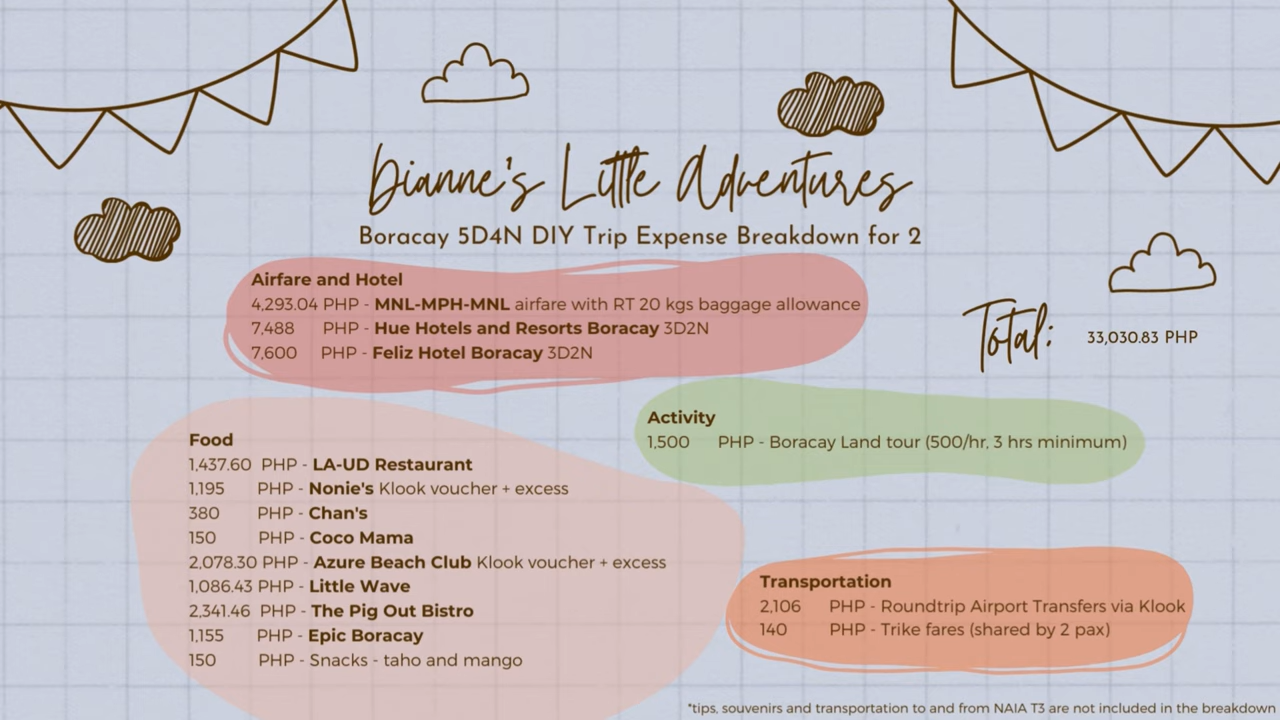 Dianne's Little Adventures
Boracay 5D4N DIY Trip Expense Breakdown for 2
Airfare and Hotel
4,293.04 PHP - MNL-MPH-MNL airfare with RT 20 kgs baggage allowance
7,488 PHP - Hue Hotels and Resorts Boracay 3D2N
7,600 PHP - Feliz Hotel Boracay 3D2N
Total: 33,030.83 PHP
Activity
1,500 PHP - Boracay Land tour (500/hr, 3 hrs minimum)
Food
1,437.60 PHP - LA-UD Restaurant
1,195 PHP - Nonie's Klook voucher + excess
380 PHP - Chan's
150 PHP - Coco Mama
2,078.30 PHP - Azure Beach Club Klook voucher + excess
1,086.43 PHP - Little Wave
2,341.46 PHP - The Pig Out Bistro
1,155 PHP - Epic Boracay
150 PHP - Snacks - taho and mango
Transportation
2,106 PHP - Roundtrip Airport Transfers via Klook
140 PHP - Trike fares (shared by 2 pax)
*tips, souvenirs and transportation to and from NAIA T3 are not included in the breakdown